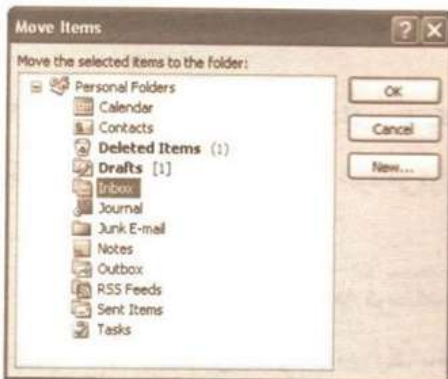 Move Items
Move the selected items to the folder:
Personal Folders
Calendar
Contacts
Deleted Items (1)
Drafts [1]
Inbox
Journal
Junk E-mail
Notes
Outbox
RSS Feeds
Sent Items
Tasks
OK
Cancel
New...